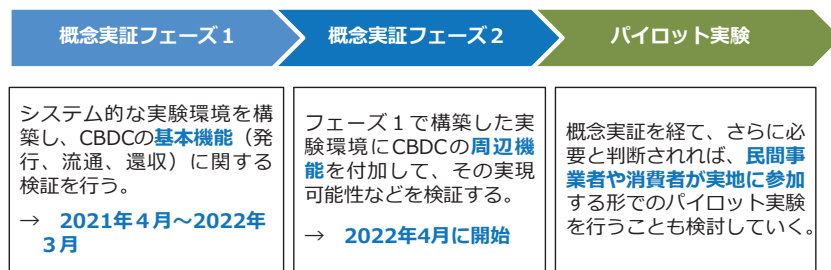 概念実証フェーズ１
概念実証フェーズ２
パイロット実験
システム的な実験環境を構
築し、CBDCの基本機能（発
行、流通、還収）に関する
検証を行う。
→ 2021年４月～2022年
３月
フェーズ１で構築した実
験環境にCBDCの周辺機
能を付加して、その実現
可能性などを検証する。
→ 2022年4月に開始
概念実証を経て、さらに必
要と判断されれば、民間事
業者や消費者が実地に参加
する形でのパイロット実験
を行うことも検討していく。